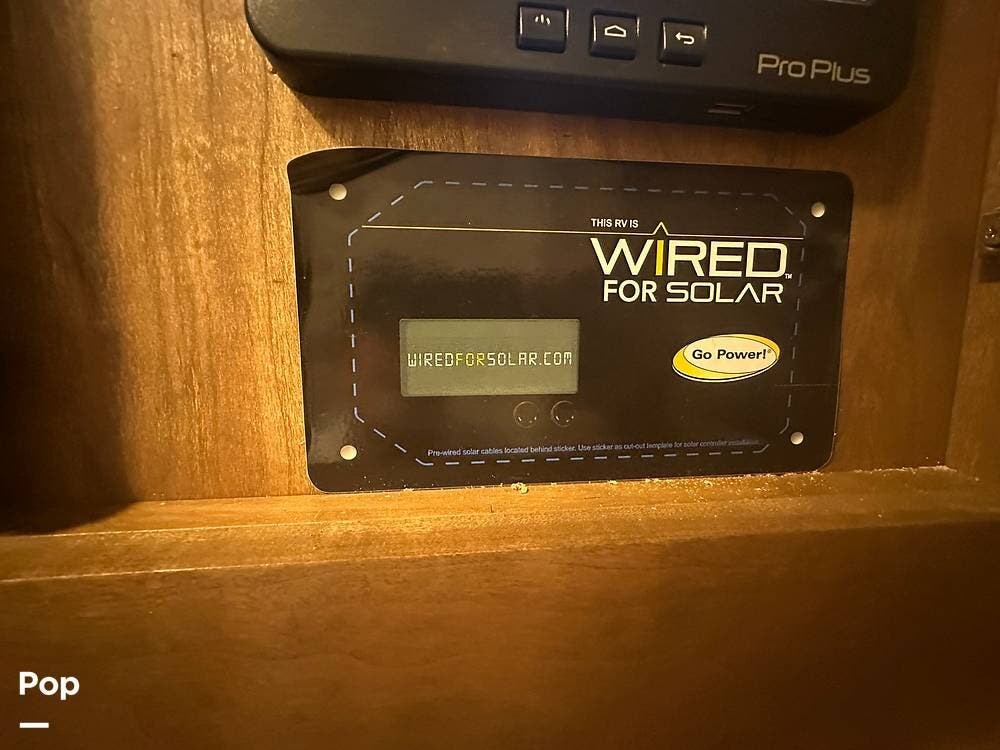 Pro Plus
THIS RV IS
WIRED™
FOR SOLAR
WIREDFORSOLAR.COM
Go Power!®
Pre-wired solar cables located behind sticker. Use sticker as cut-out template for solar controller installation.
Pop